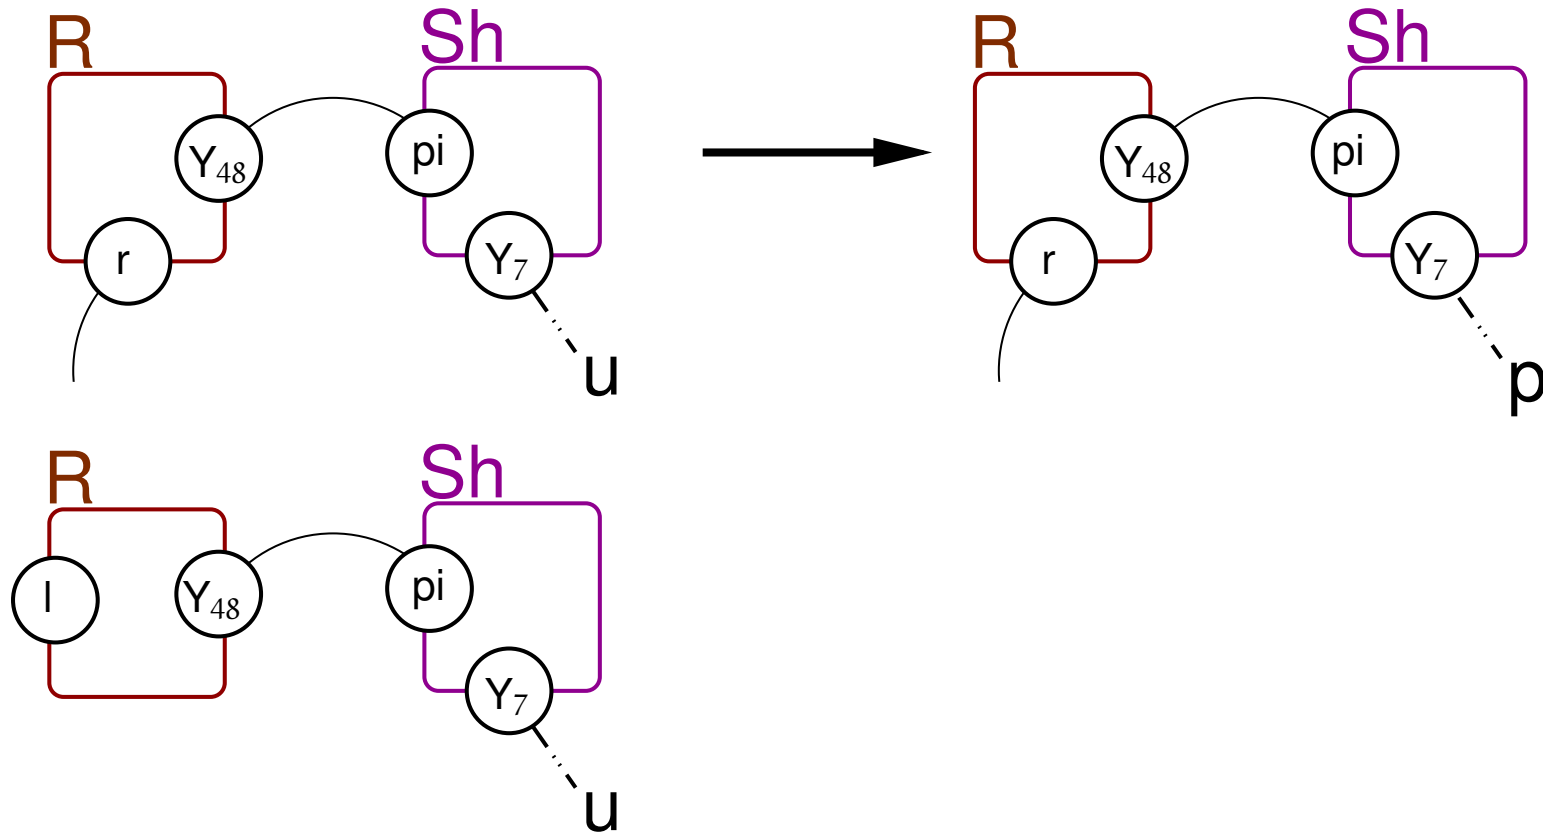 R Sh R Sh
Y48 pi Y48 pi
r Y7 r Y7
u p
R Sh
l Y48 pi
Y7
u